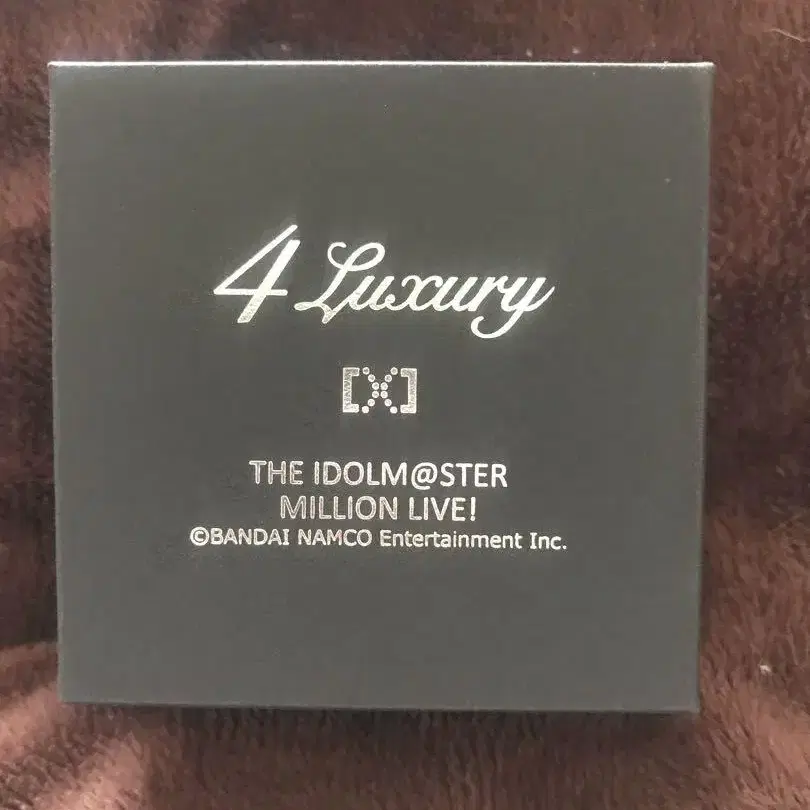 4 Luxury
[X]
THE IDOLM@STER
MILLION LIVE!
©BANDAI NAMCO Entertainment Inc.